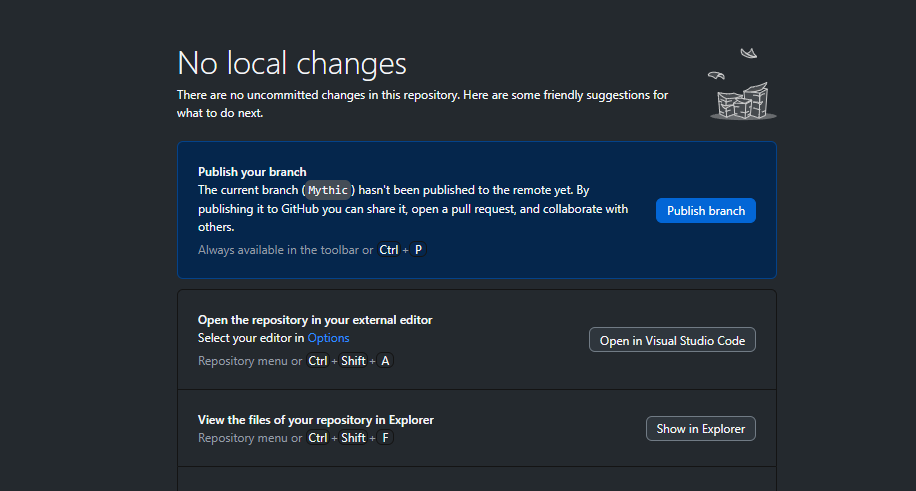 No local changes
There are no uncommitted changes in this repository. Here are some friendly suggestions for
what to do next.
Publish your branch
The current branch (Mythic) hasn't been published to the remote yet. By
publishing it to GitHub you can share it, open a pull request, and collaborate with
others.
Always available in the toolbar or Ctrl + P
Publish branch
Open the repository in your external editor
Select your editor in Options
Repository menu or Ctrl + Shift + A
Open in Visual Studio Code
View the files of your repository in Explorer
Repository menu or Ctrl + Shift + F
Show in Explorer